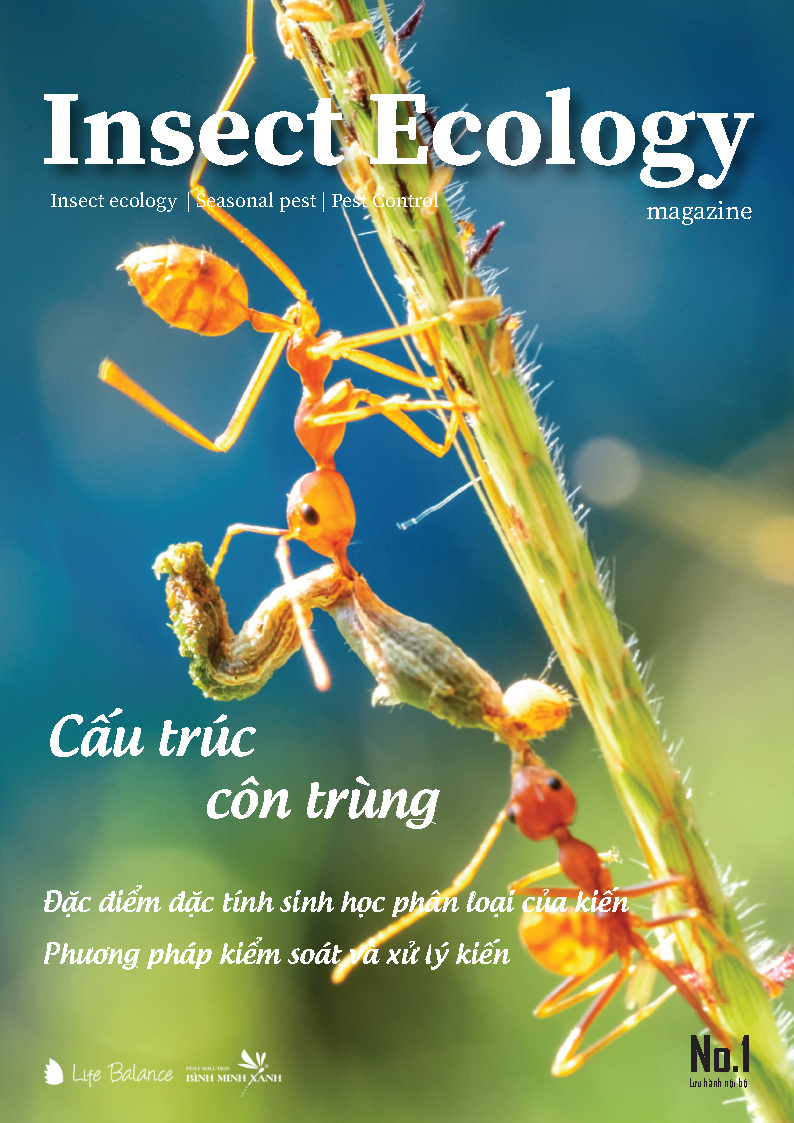 Insect Ecology
Insect ecology | Seasonal pest | Pest Control
magazine
Cấu trúc
côn trùng
Đặc điểm đặc tính sinh học phân loại của kiến
Phương pháp kiểm soát và xử lý kiến
Life Balance
PEST SOLUTION
BÌNH MINH XANH
No.1
Lưu hành nội bộ